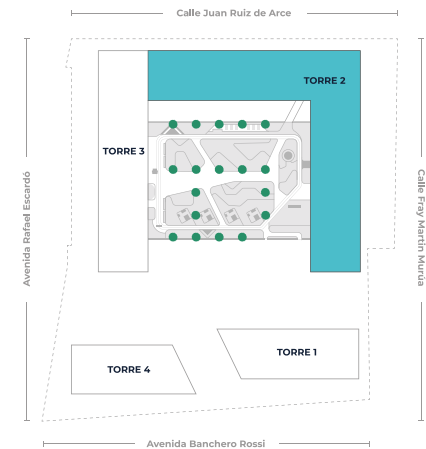 Calle Juan Ruiz de Arce
TORRE 2
TORRE 3
Avenida Rafael Escardó
Calle Fray Martin Murúa
TORRE 1
TORRE 4
Avenida Banchero Rossi